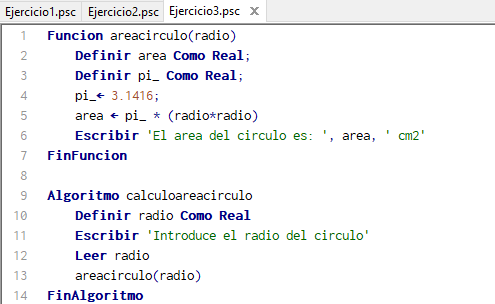 Ejercicio1.psc Ejercicio2.psc Ejercicio3.psc ×
1 Funcion areacirculo(radio)
2 Definir area Como Real;
3 Definir pi_ Como Real;
4 pi_← 3.1416;
5 area ← pi_ * (radio*radio)
6 Escribir 'El area del circulo es: ', area, ' cm2'
7 FinFuncion
8
9 Algoritmo calculoareacirculo
10 Definir radio Como Real
11 Escribir 'Introduce el radio del circulo'
12 Leer radio
13 areacirculo(radio)
14 FinAlgoritmo